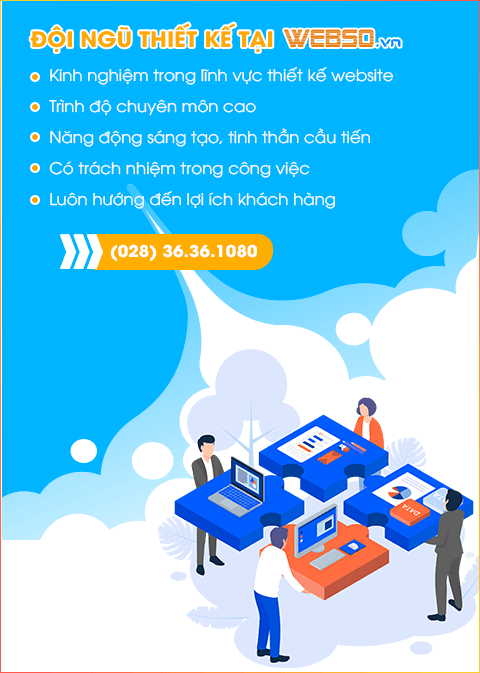 ĐỘI NGŨ THIẾT KẾ TẠI WEBSO.vn
Kinh nghiệm trong lĩnh vực thiết kế website
Trình độ chuyên môn cao
Năng động sáng tạo, tinh thần cầu tiến
Có trách nhiệm trong công việc
Luôn hướng đến lợi ích khách hàng
(028) 36.36.1080
DATA